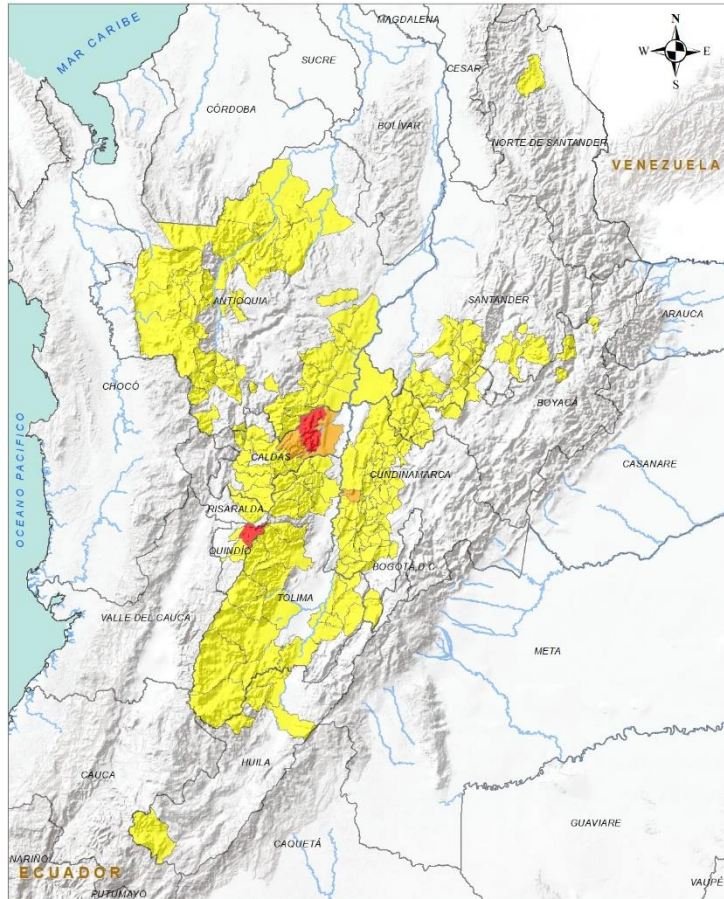 MAGDALENA
N
W E
S
MAR CARIBE
SUCRE
CESAR
CÓRDOBA
BOLÍVAR
NORTE DE SANTANDER
VENEZUELA
ANTIOQUIA
SANTANDER
ARAUCA
CHOCÓ
BOYACÁ
CALDAS
CUNDINAMARCA
CASANARE
OCEANO PACIFICO
RISARALDA
QUINDÍO
BOGOTÁ D.C
TOLIMA
VALLE DEL CAUCA
META
HUILA
CAUCA
GUAVIARE
CAQUETÁ
NARIÑO
ECUADOR
PUTUMAYO
VAUPÉ